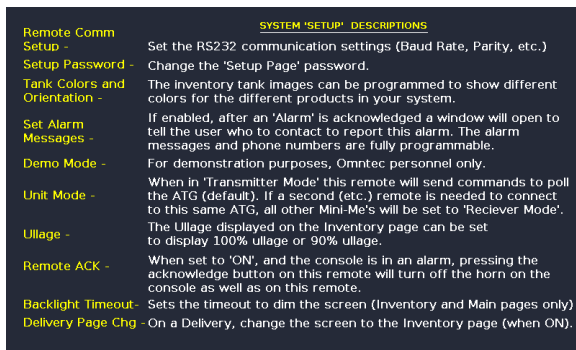 SYSTEM 'SETUP' DESCRIPTIONS
Remote Comm
Setup - Set the RS232 communication settings (Baud Rate, Parity, etc.)
Setup Password - Change the 'Setup Page' password.
Tank Colors and
Orientation -
The inventory tank images can be programmed to show different
colors for the different products in your system.
Set Alarm
Messages -
If enabled, after an 'Alarm' is acknowledged a window will open to
tell the user who to contact to report this alarm. The alarm
messages and phone numbers are fully programmable.
Demo Mode - For demonstration purposes, Omntec personnel only.
Unit Mode -
When in 'Transmitter Mode' this remote will send commands to poll
the ATG (default). If a second (etc.) remote is needed to connect
to this same ATG, all other Mini-Me's will be set to 'Reciever Mode'.
Ullage -
The Ullage displayed on the Inventory page can be set
to display 100% ullage or 90% ullage.
Remote ACK -
When set to 'ON', and the console is in an alarm, pressing the
acknowledge button on this remote will turn off the horn on the
console as well as on this remote.
Backlight Timeout- Sets the timeout to dim the screen (Inventory and Main pages only)
Delivery Page Chg - On a Delivery, change the screen to the Inventory page (when ON).